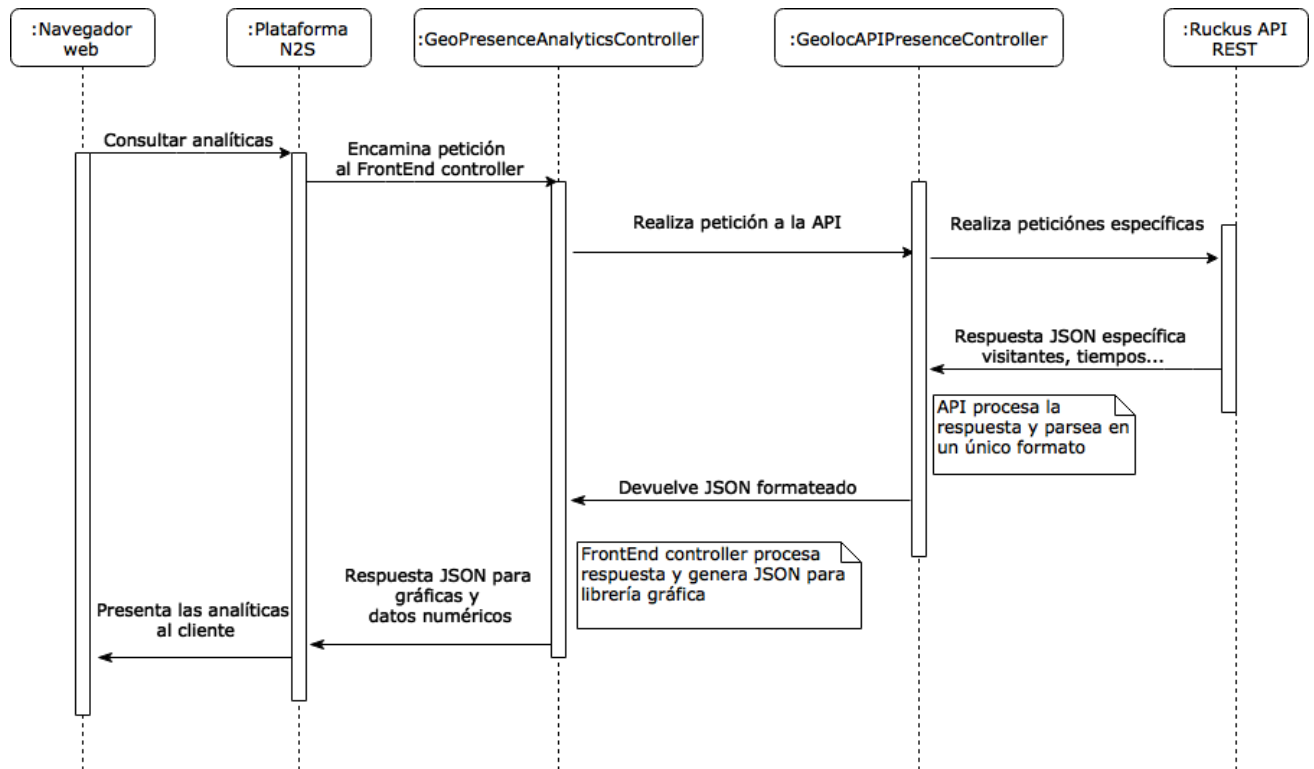 :Navegador
web
:Plataforma
N2S
:GeoPresenceAnalyticsController
:GeolocAPIPresenceController
:Ruckus API
REST
Consultar analíticas
Encamina petición
al FrontEnd controller
Realiza petición a la API
Realiza peticiónes específicas
Respuesta JSON específica
visitantes, tiempos...
API procesa la
respuesta y parsea en
un único formato
Devuelve JSON formateado
FrontEnd controller procesa
respuesta y genera JSON para
librería gráfica
Respuesta JSON para
gráficas y
datos numéricos
Presenta las analíticas
al cliente